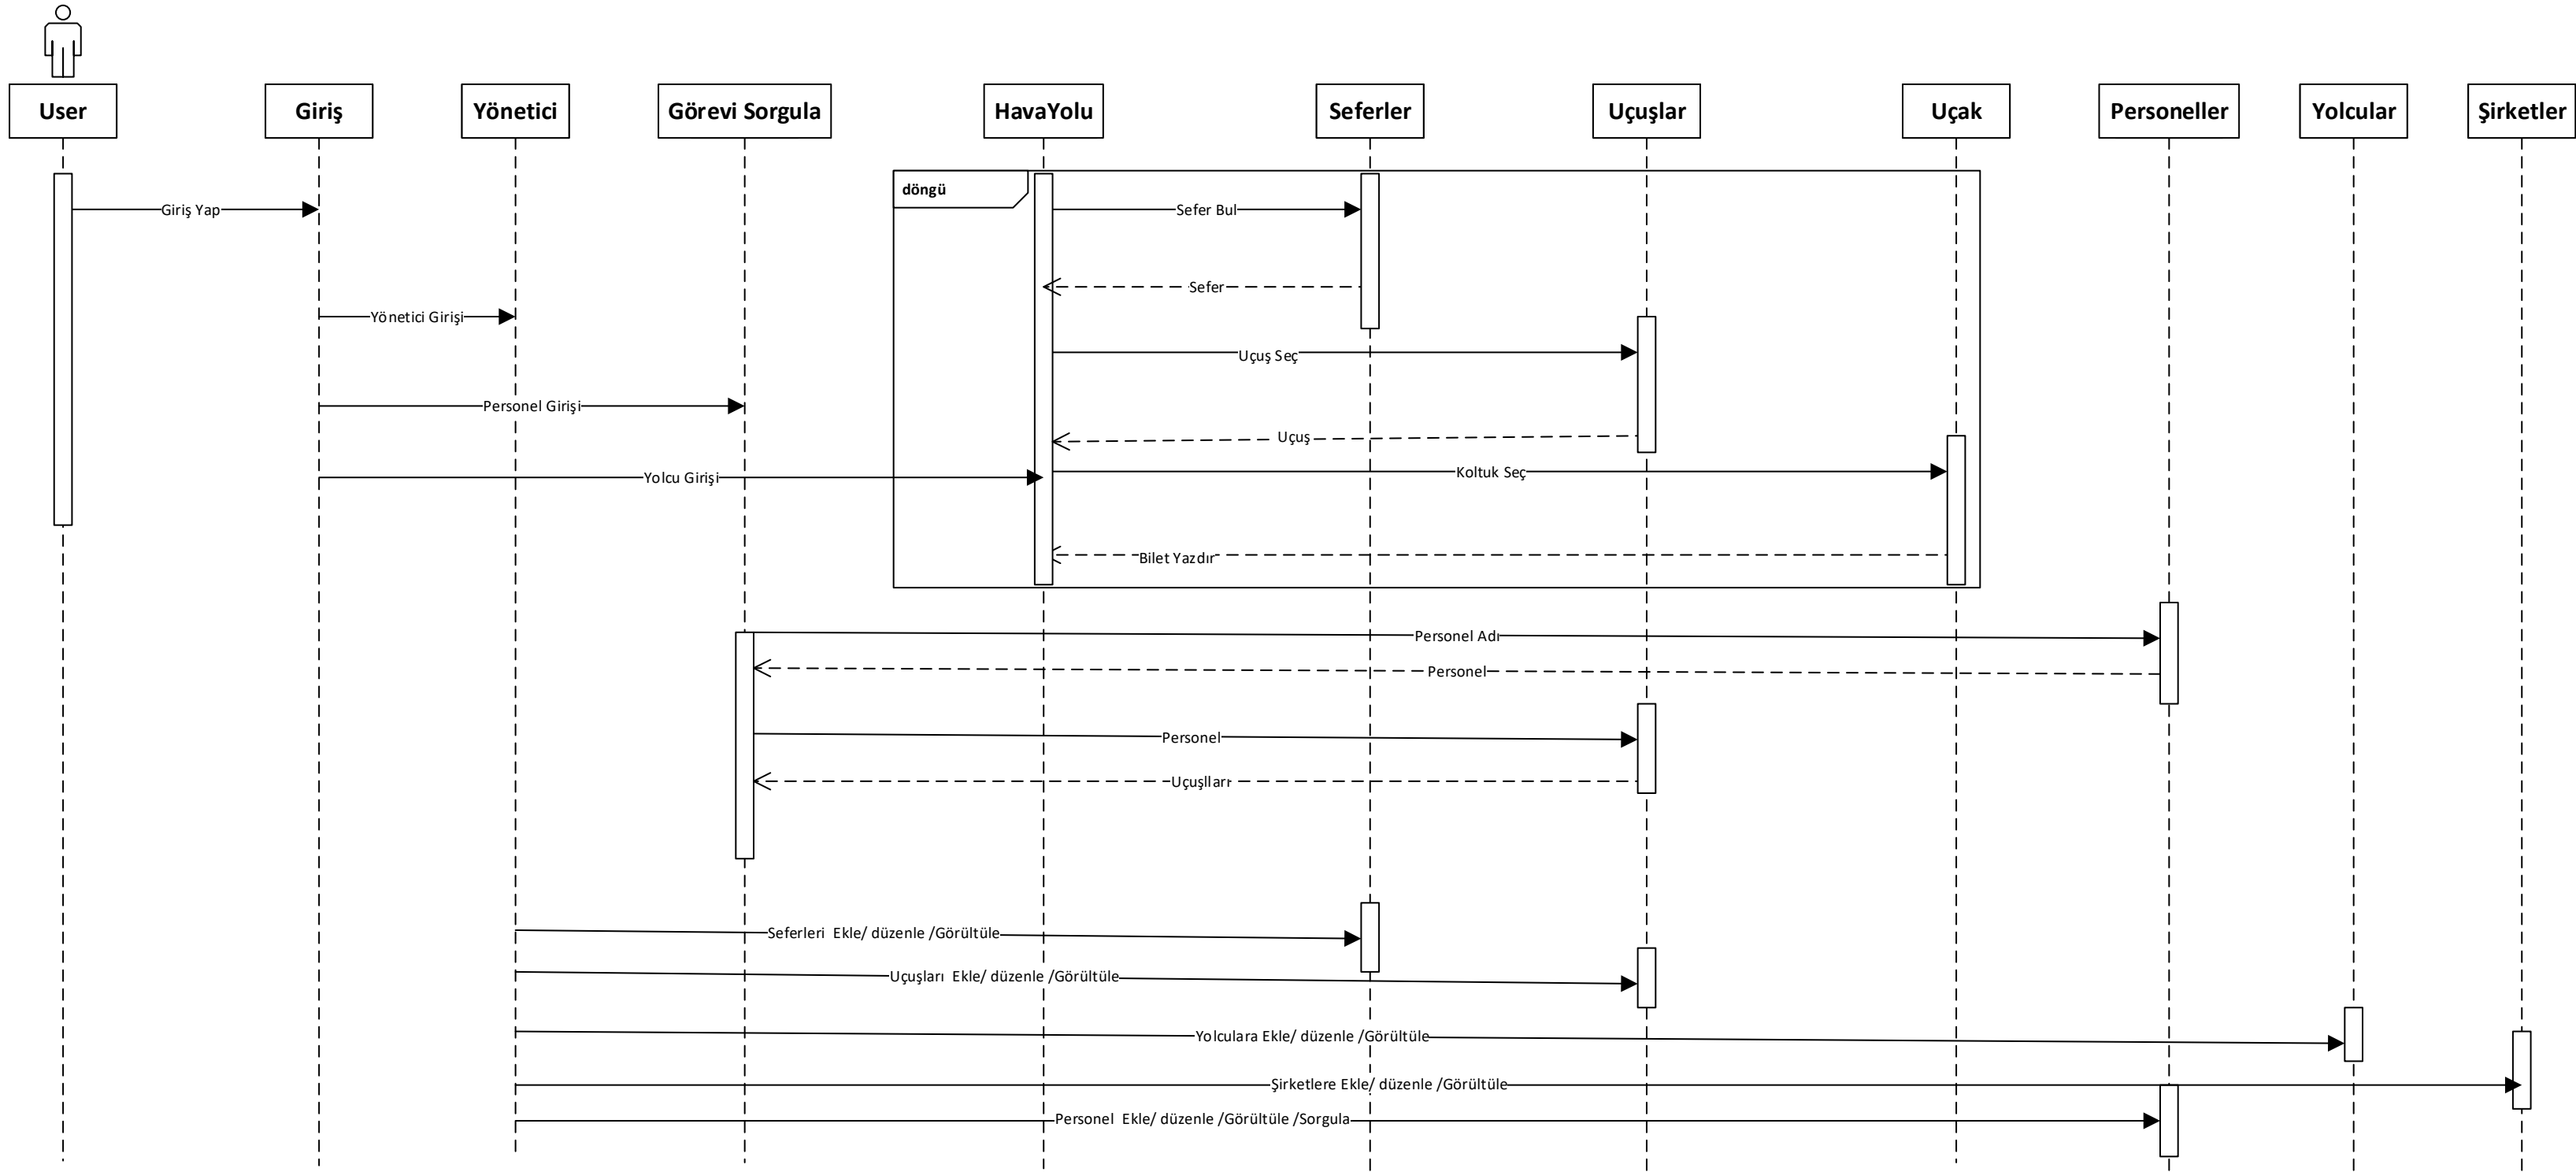 User
Giriş
Yönetici
Görevi Sorgula
HavaYolu
Seferler
Uçuşlar
Uçak
Personeller
Yolcular
Şirketler
döngü
Giriş Yap
Sefer Bul
Sefer
Yönetici Girişi
Uçuş Seç
Personel Girişi
Uçuş
Yolcu Girişi
Koltuk Seç
Bilet Yazdır
Personel Adı
Personel
Personel
Uçuşlları
Seferleri Ekle/ düzenle /Görültüle
Uçuşları Ekle/ düzenle /Görültüle
Yolculara Ekle/ düzenle /Görültüle
Şirketlere Ekle/ düzenle /Görültüle
Personel Ekle/ düzenle /Görültüle /Sorgula